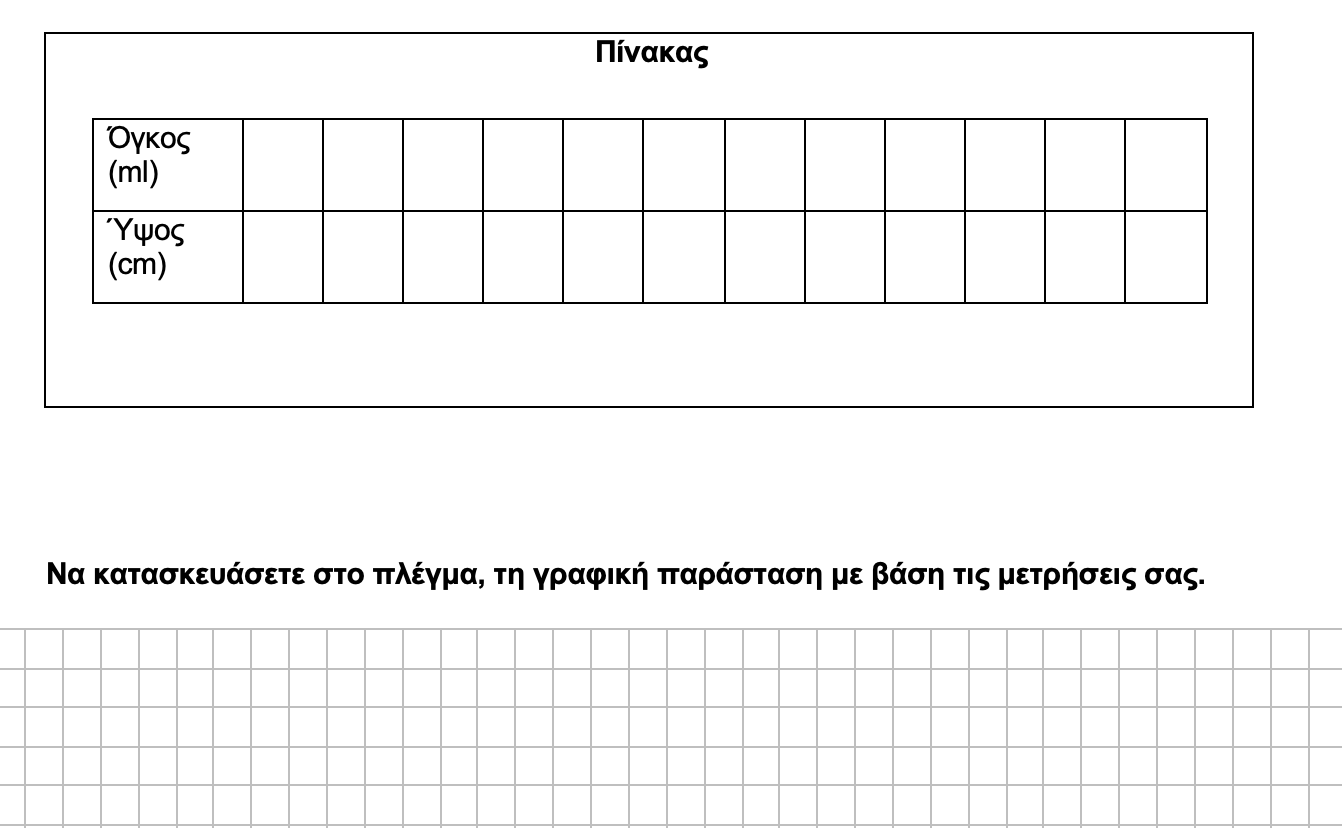 Πίνακας
Όγκος
(ml)
Ύψος
(cm)
Να κατασκευάσετε στο πλέγμα, τη γραφική παράσταση με βάση τις μετρήσεις σας.